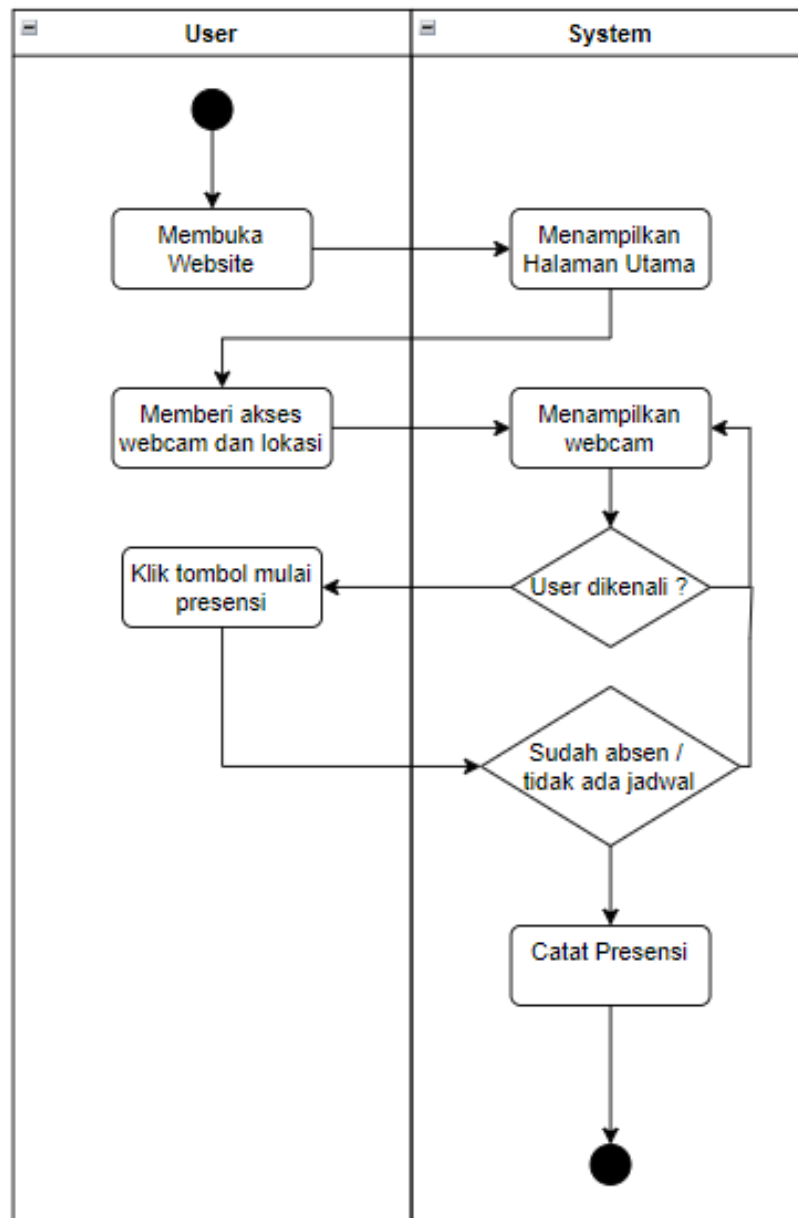 User
System
Membuka
Website
Menampilkan
Halaman Utama
Memberi akses
webcam dan lokasi
Menampilkan
webcam
Klik tombol mulai
presensi
User dikenali ?
Sudah absen /
tidak ada jadwal
Catat Presensi